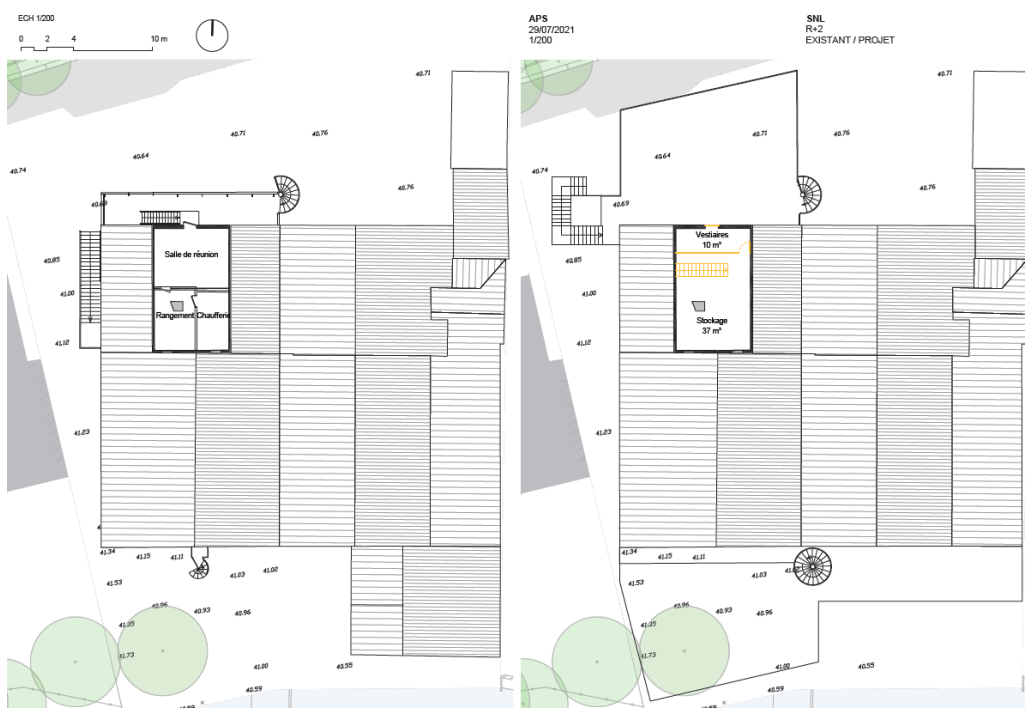 ECH 1/200
0 2 4 10 m
APS
29/07/2021
1/200
SNL
R+2
EXISTANT / PROJET
40.71
40.71
40.76
40.64
40.74
40.76
40.69
Salle de réunion
40.85
41.00
Rangement Chaufferie
41.12
41.23
41.34 41.15 41.11
41.03 41.02
41.53
40.96 40.93 40.96
41.35
41.73
41.00 40.55
40.59
40.71
40.71 40.76
40.64
40.74
40.76
40.69
Vestiaires
10 m²
40.85
41.00
Stockage
37 m²
41.12
41.23
41.34 41.15 41.11
41.03
41.53
40.96 40.93 40.96
41.35
41.73
41.00 40.55
40.59